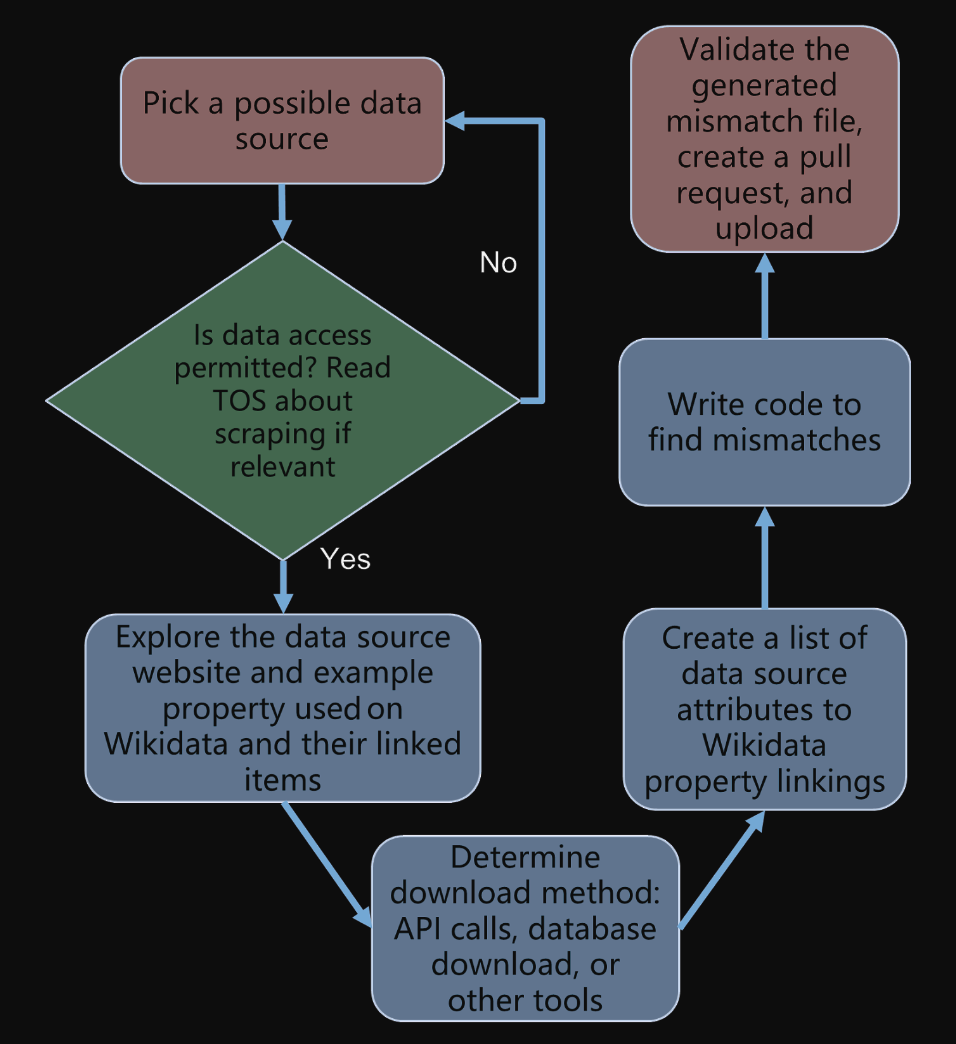 Pick a possible data
source
No
Is data access
permitted? Read
TOS about
scraping if
relevant
Yes
Explore the data source
website and example
property used on
Wikidata and their linked
items
Determine
download method:
API calls, database
download, or
other tools
Create a list of
data source
attributes to
Wikidata
property linkings
Write code to
find mismatches
Validate the
generated
mismatch file,
create a pull
request, and
upload